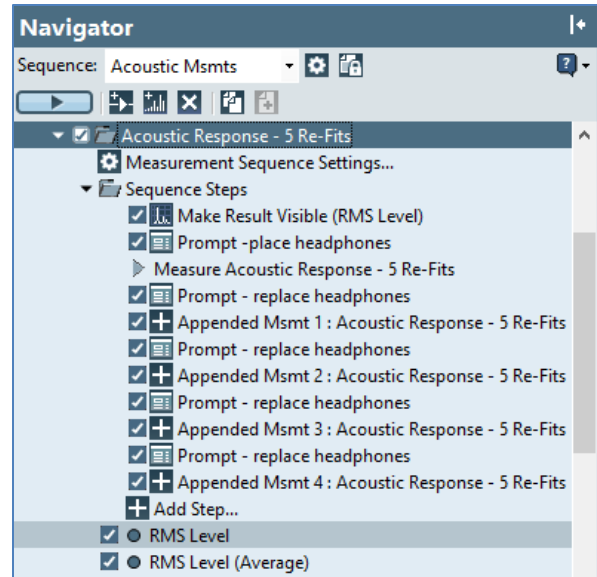 Navigator
Sequence: Acoustic Msmts
Acoustic Response - 5 Re-Fits
Measurement Sequence Settings...
Sequence Steps
Make Result Visible (RMS Level)
Prompt -place headphones
Measure Acoustic Response - 5 Re-Fits
Prompt - replace headphones
Appended Msmt 1 : Acoustic Response - 5 Re-Fits
Prompt - replace headphones
Appended Msmt 2 : Acoustic Response - 5 Re-Fits
Prompt - replace headphones
Appended Msmt 3 : Acoustic Response - 5 Re-Fits
Prompt - replace headphones
Appended Msmt 4 : Acoustic Response - 5 Re-Fits
Add Step...
RMS Level
RMS Level (Average)